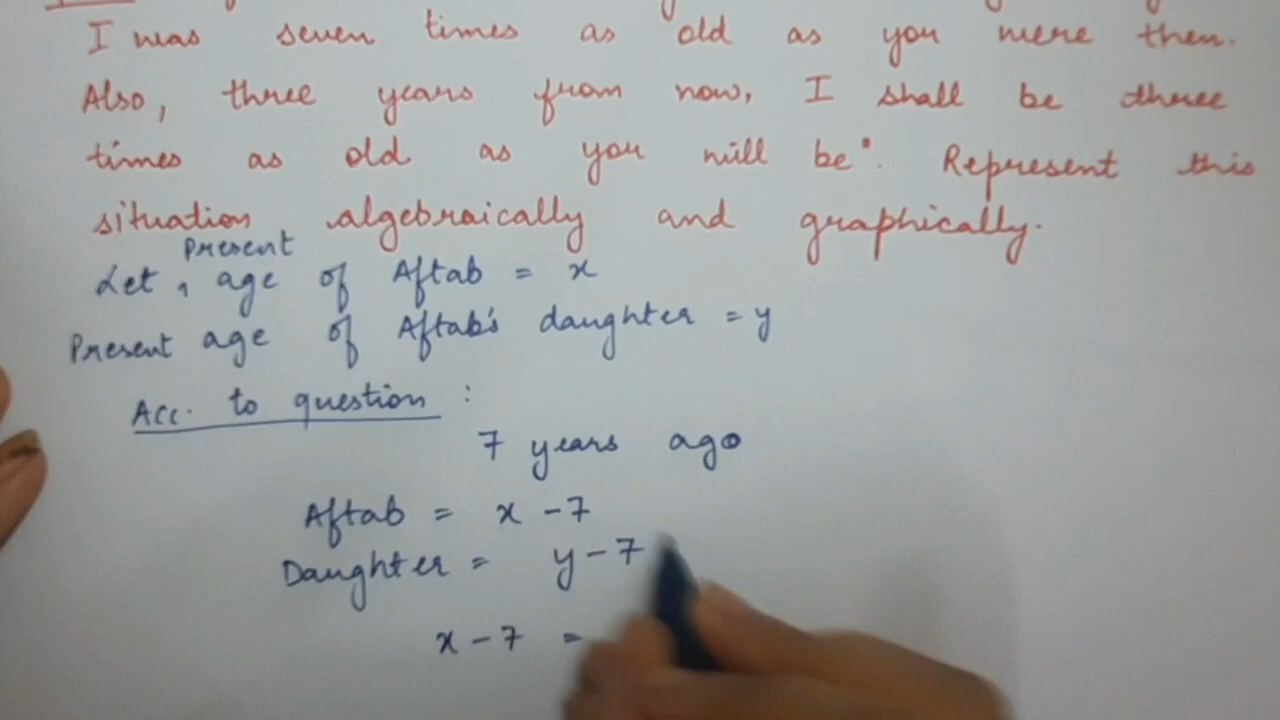 I was seven times as old as you were then.
Also, three years from now, I shall be three
times as old as you will be". Represent this
situation algebraically and graphically.
Present
Let, age of Aftab = x
Present age of Aftab's daughter = y
Acc. to question :
7 years ago
Aftab = x - 7
Daughter = y - 7
x - 7 =